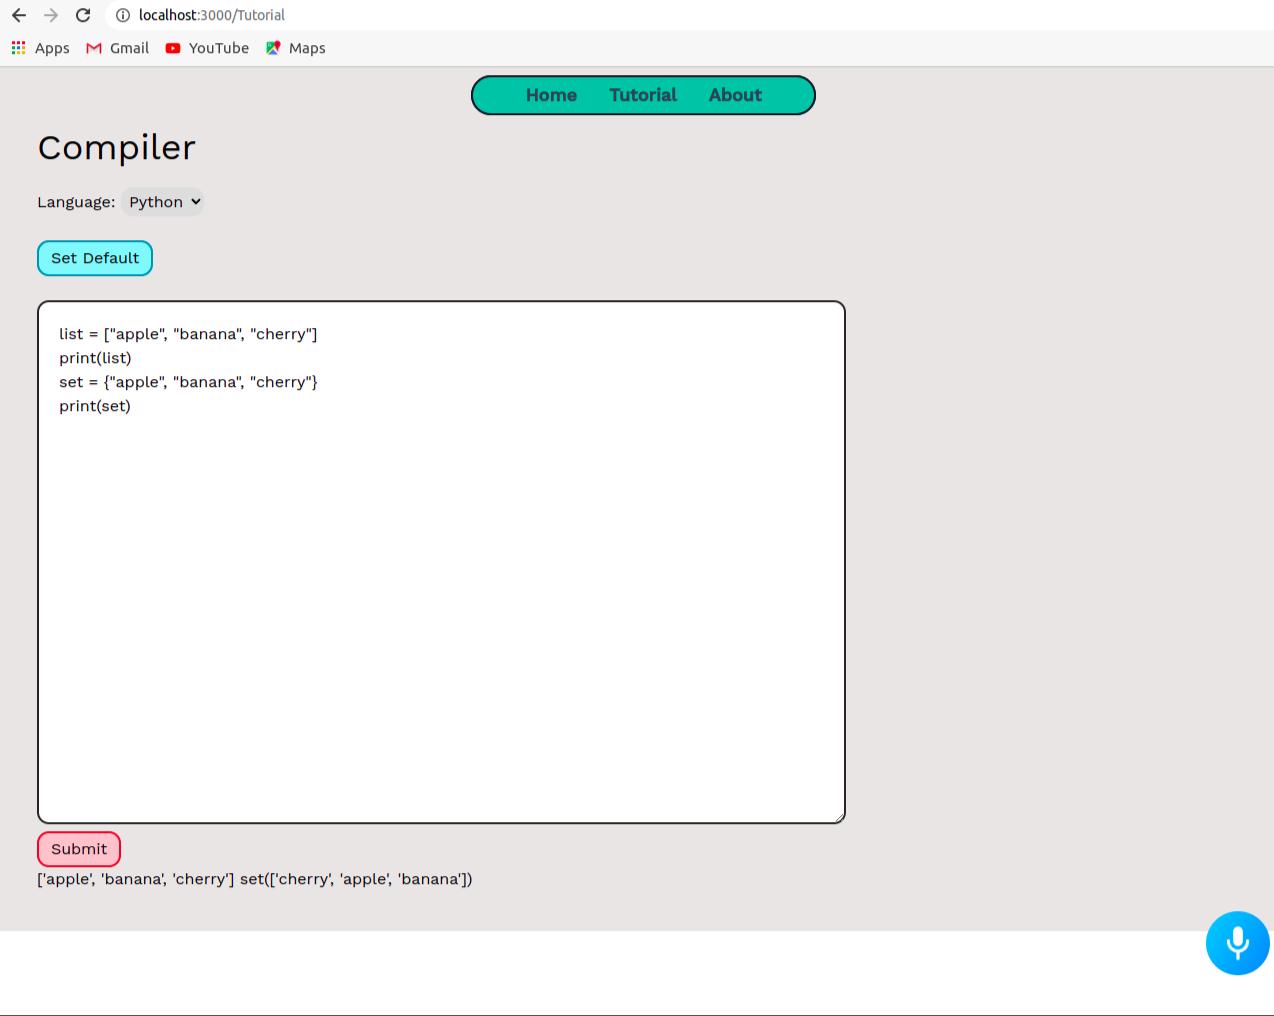 localhost:3000/Tutorial
Apps Gmail YouTube Maps
Home Tutorial About
Compiler
Language: Python
Set Default
list = ["apple", "banana", "cherry"]
print(list)
set = {"apple", "banana", "cherry"}
print(set)
Submit
['apple', 'banana', 'cherry'] set(['cherry', 'apple', 'banana'])